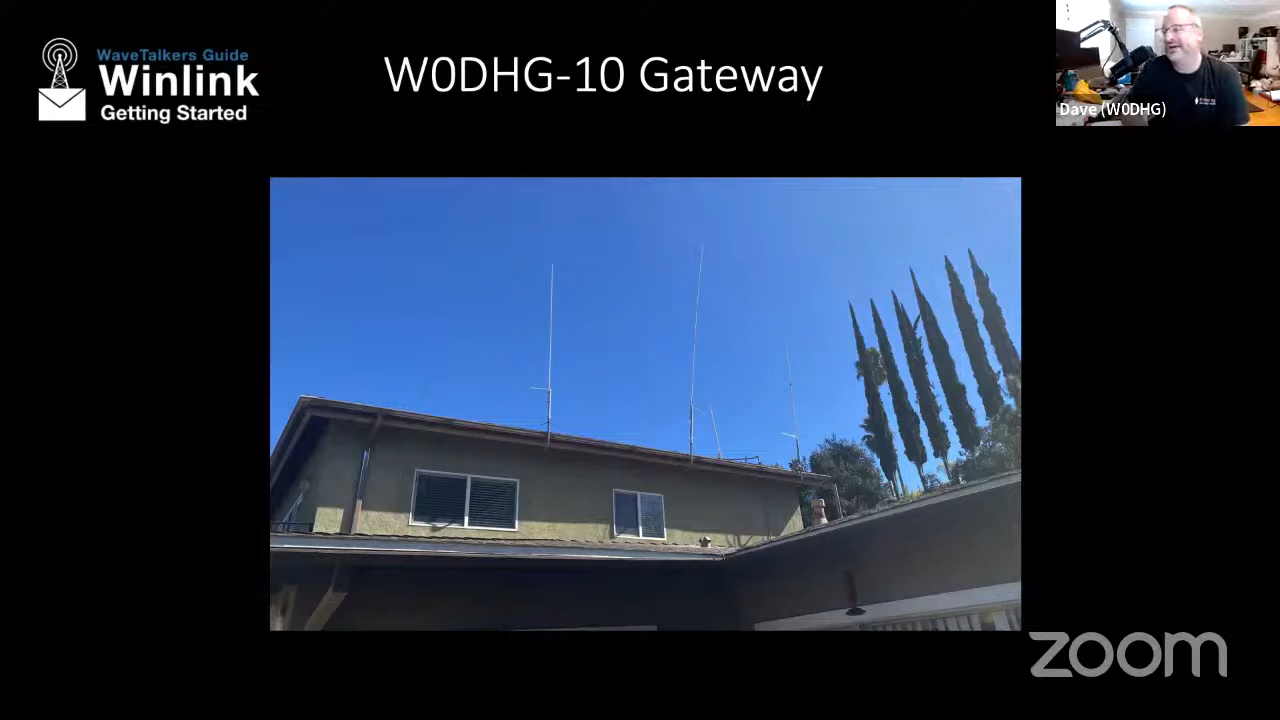 WaveTalkers Guide
Winlink
Getting Started
W0DHG-10 Gateway
Dave (W0DHG)
zoom